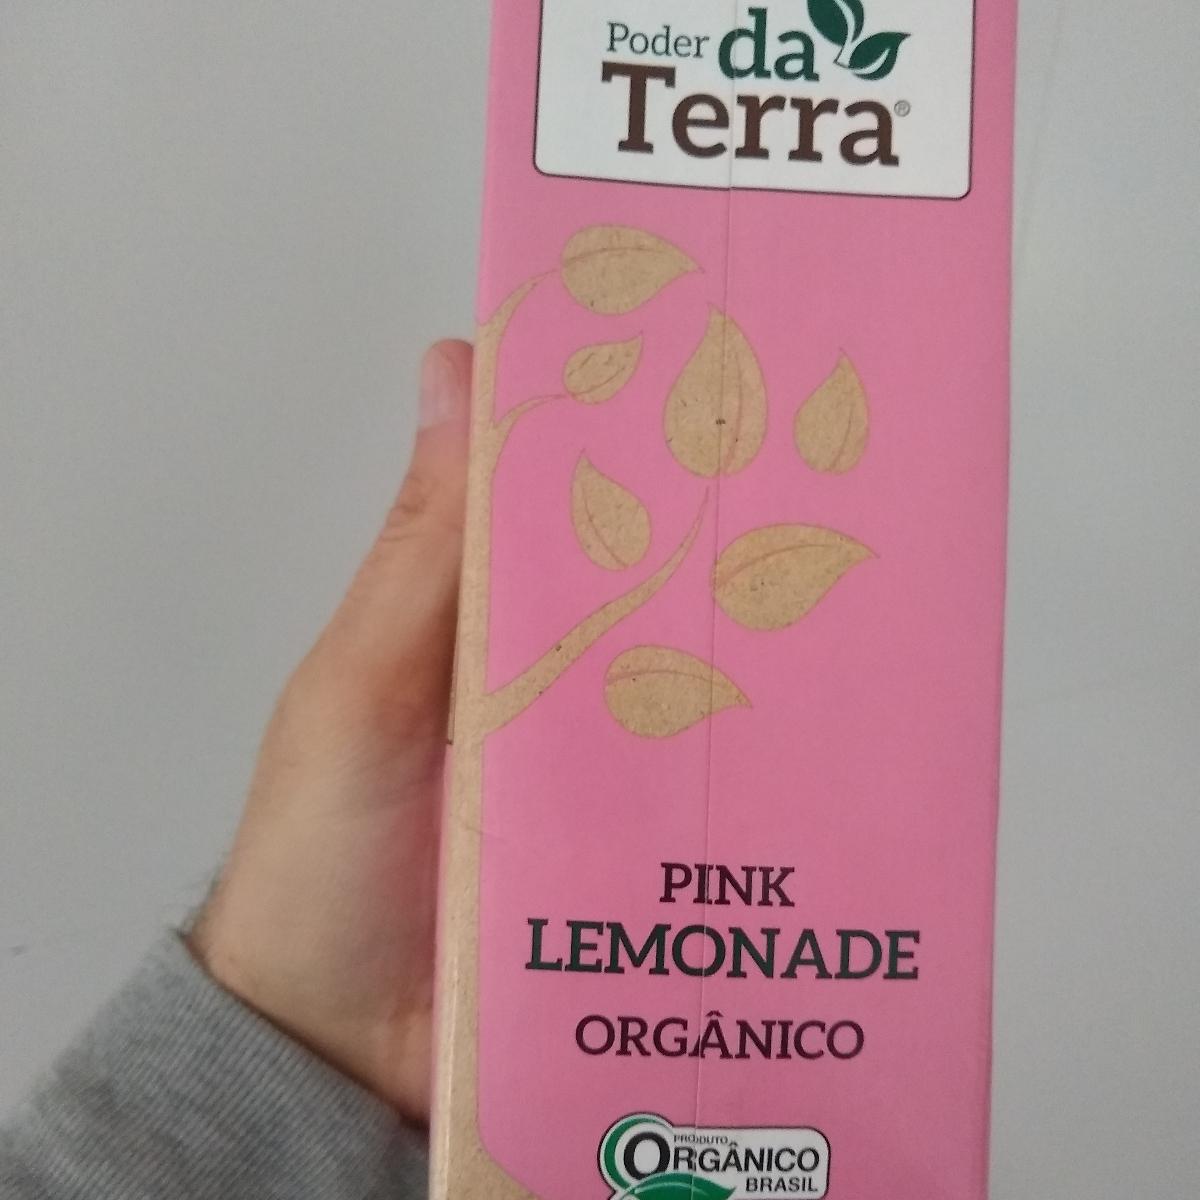 Poder da
Terra®
PINK
LEMONADE
ORGÂNICO
PRODUTO
ORGÂNICO
BRASIL